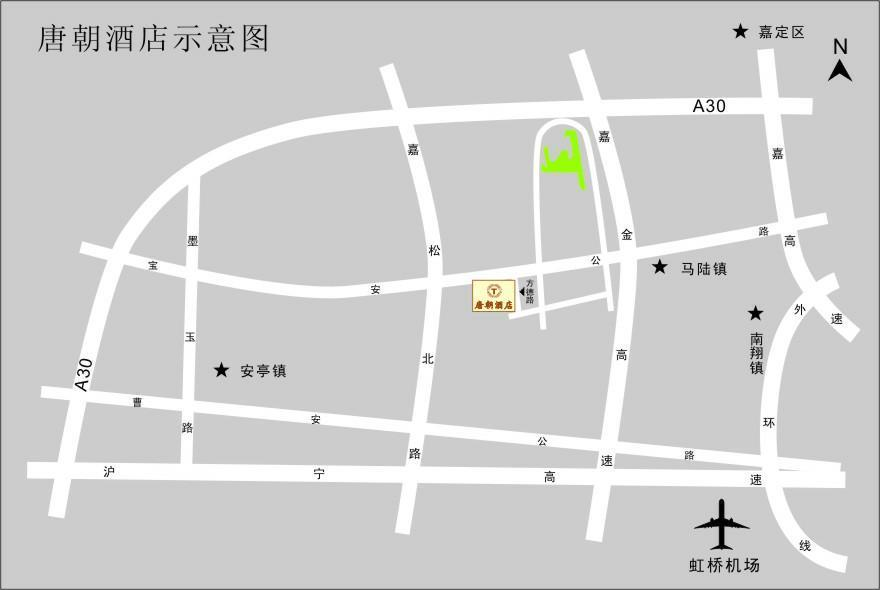 唐朝酒店示意图
嘉定区
N
A30
嘉松北路
嘉金高速
嘉高速
墨玉路
宝安公路
马陆镇
方德路
唐朝酒店
南翔镇
外环线
A30
安亭镇
曹安公路
沪宁高速
虹桥机场